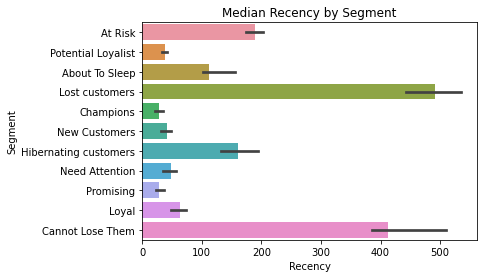 Median Recency by Segment
At Risk
Potential Loyalist
About To Sleep
Lost customers
Champions
New Customers
Hibernating customers
Need Attention
Promising
Loyal
Cannot Lose Them
Segment
0 100 200 300 400 500
Recency